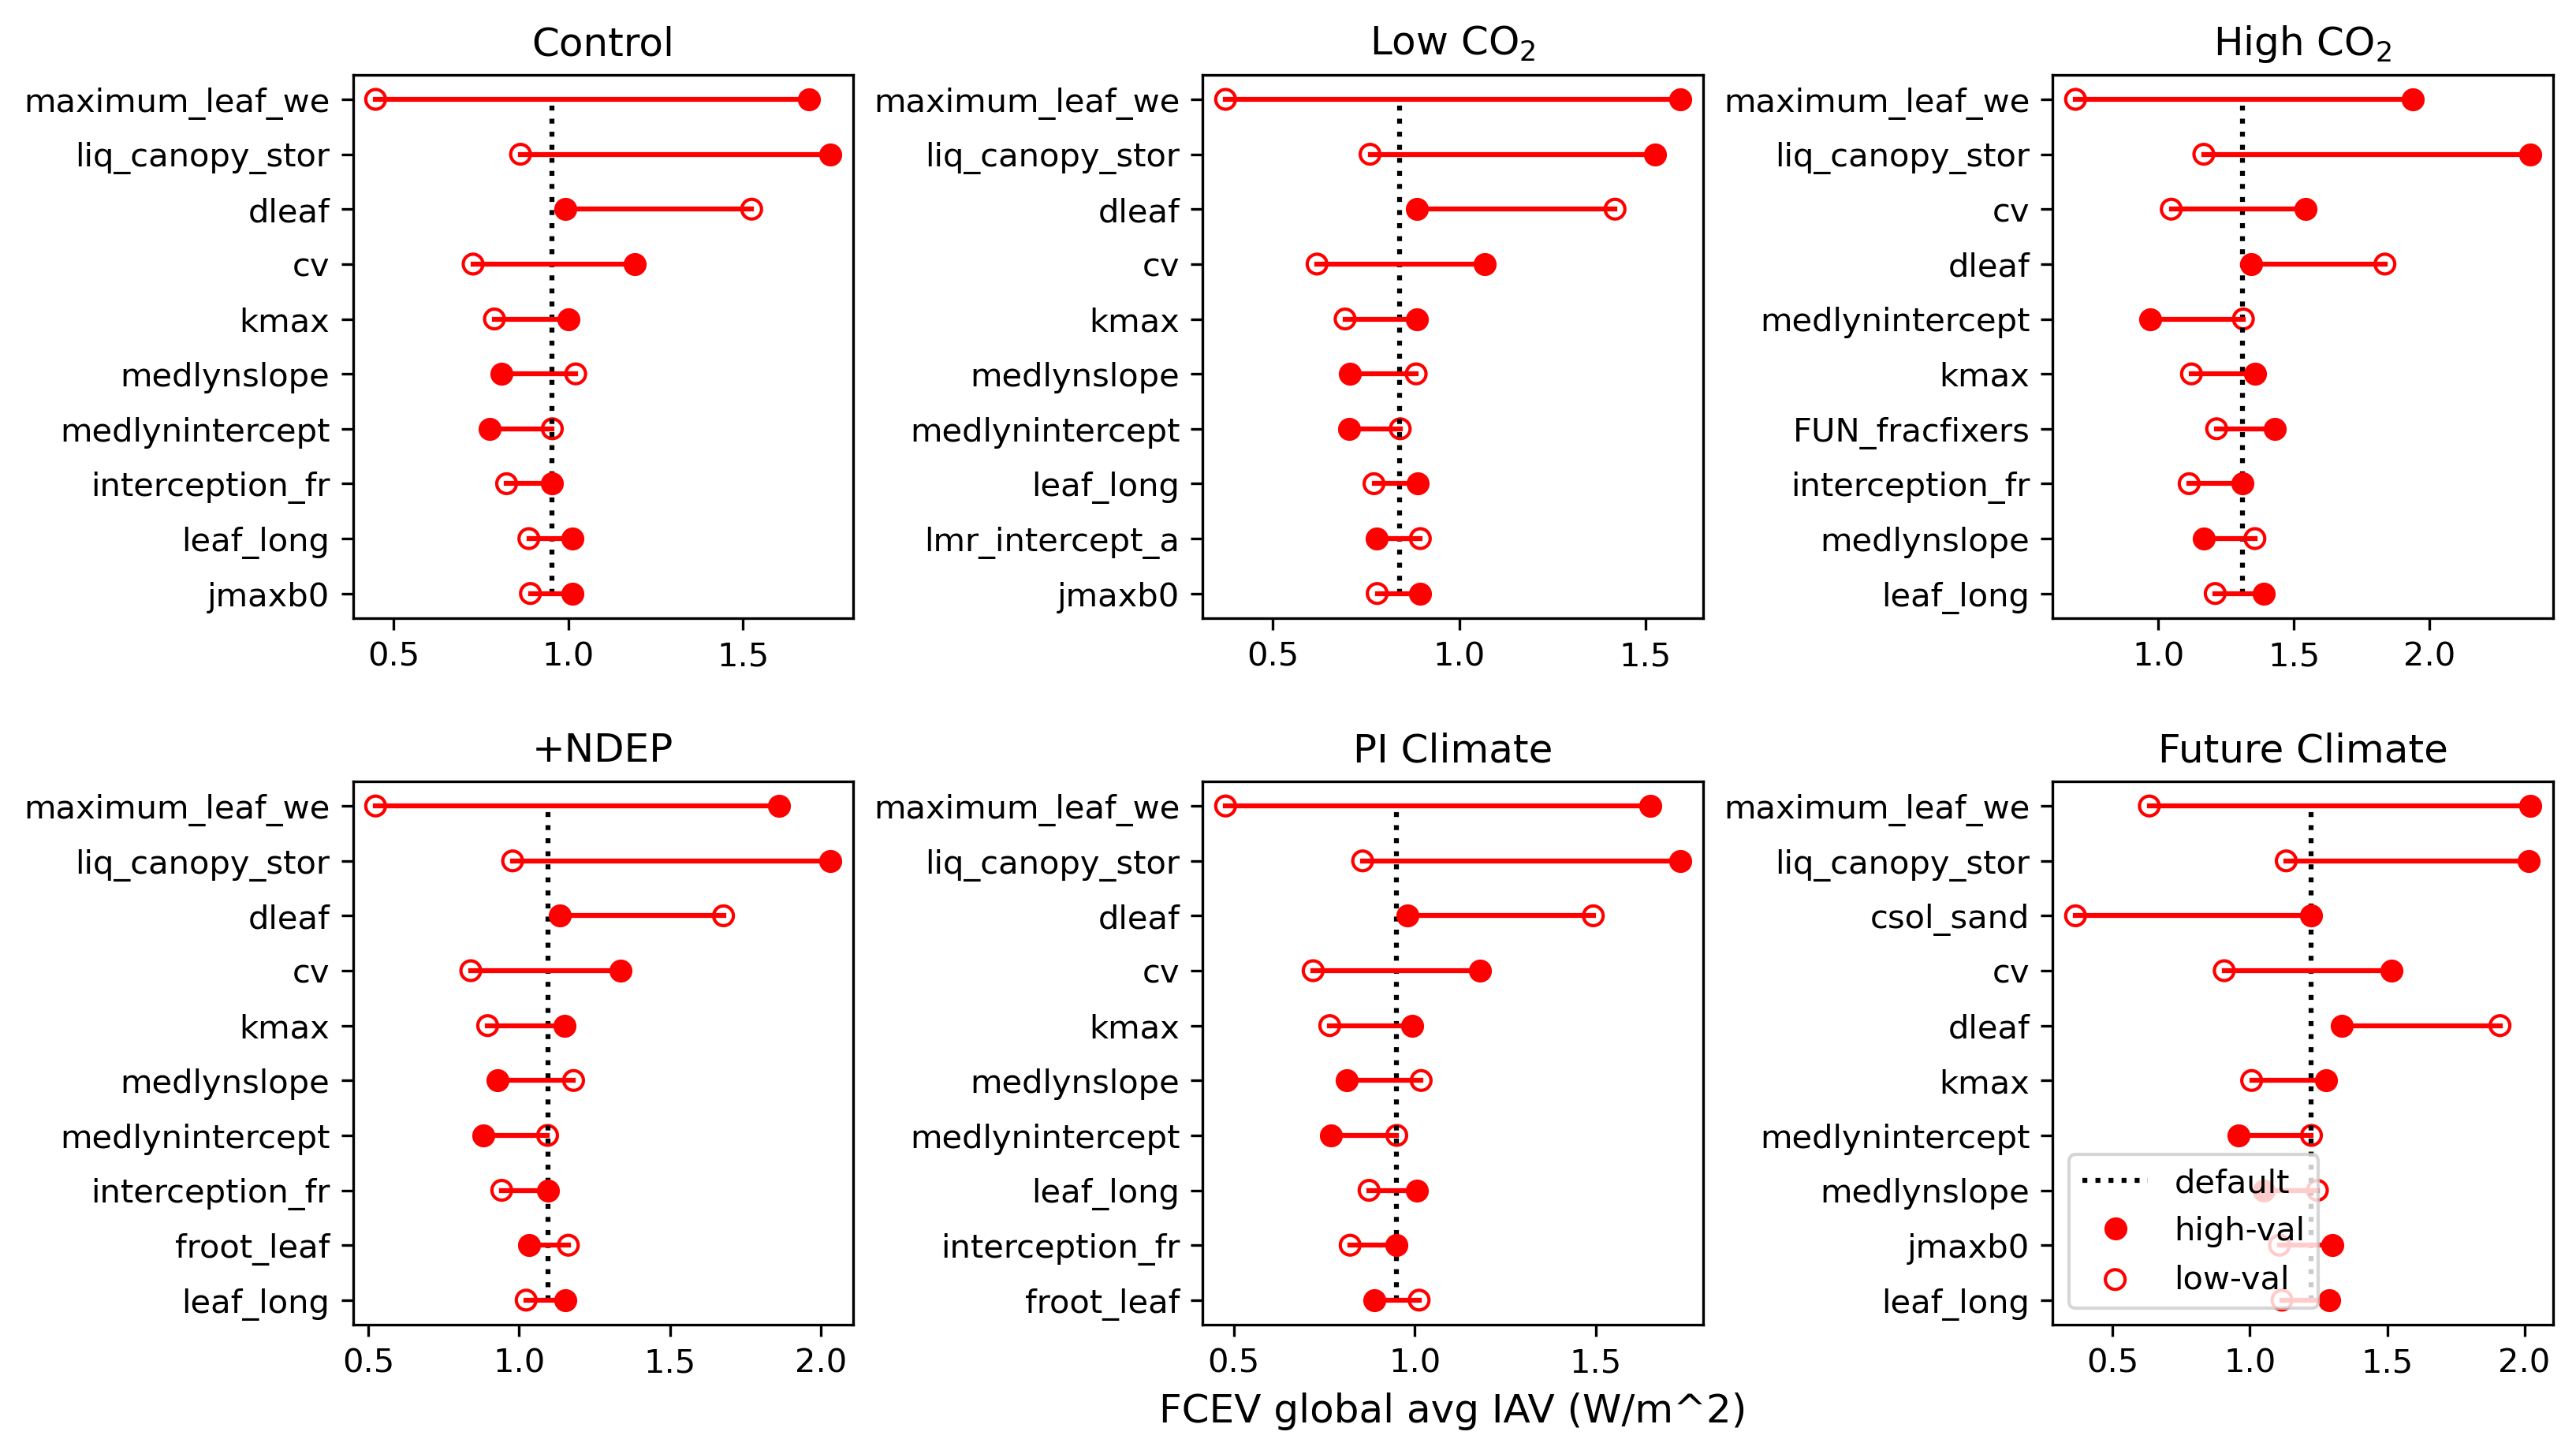 Control
maximum_leaf_we
liq_canopy_stor
dleaf
cv
kmax
medlynslope
medlynintercept
interception_fr
leaf_long
jmaxb0
0.5 1.0 1.5
Low CO₂
maximum_leaf_we
liq_canopy_stor
dleaf
cv
kmax
medlynslope
medlynintercept
leaf_long
lmr_intercept_a
jmaxb0
0.5 1.0 1.5
High CO₂
maximum_leaf_we
liq_canopy_stor
cv
dleaf
medlynintercept
kmax
FUN_fracfixers
interception_fr
medlynslope
leaf_long
1.0 1.5 2.0
+NDEP
maximum_leaf_we
liq_canopy_stor
dleaf
cv
kmax
medlynslope
medlynintercept
interception_fr
froot_leaf
leaf_long
0.5 1.0 1.5 2.0
PI Climate
maximum_leaf_we
liq_canopy_stor
dleaf
cv
kmax
medlynslope
medlynintercept
leaf_long
interception_fr
froot_leaf
0.5 1.0 1.5
FCEV global avg IAV (W/m^2)
Future Climate
maximum_leaf_we
liq_canopy_stor
csol_sand
cv
dleaf
kmax
medlynintercept
medlynslope
jmaxb0
leaf_long
default
high-val
low-val
0.5 1.0 1.5 2.0